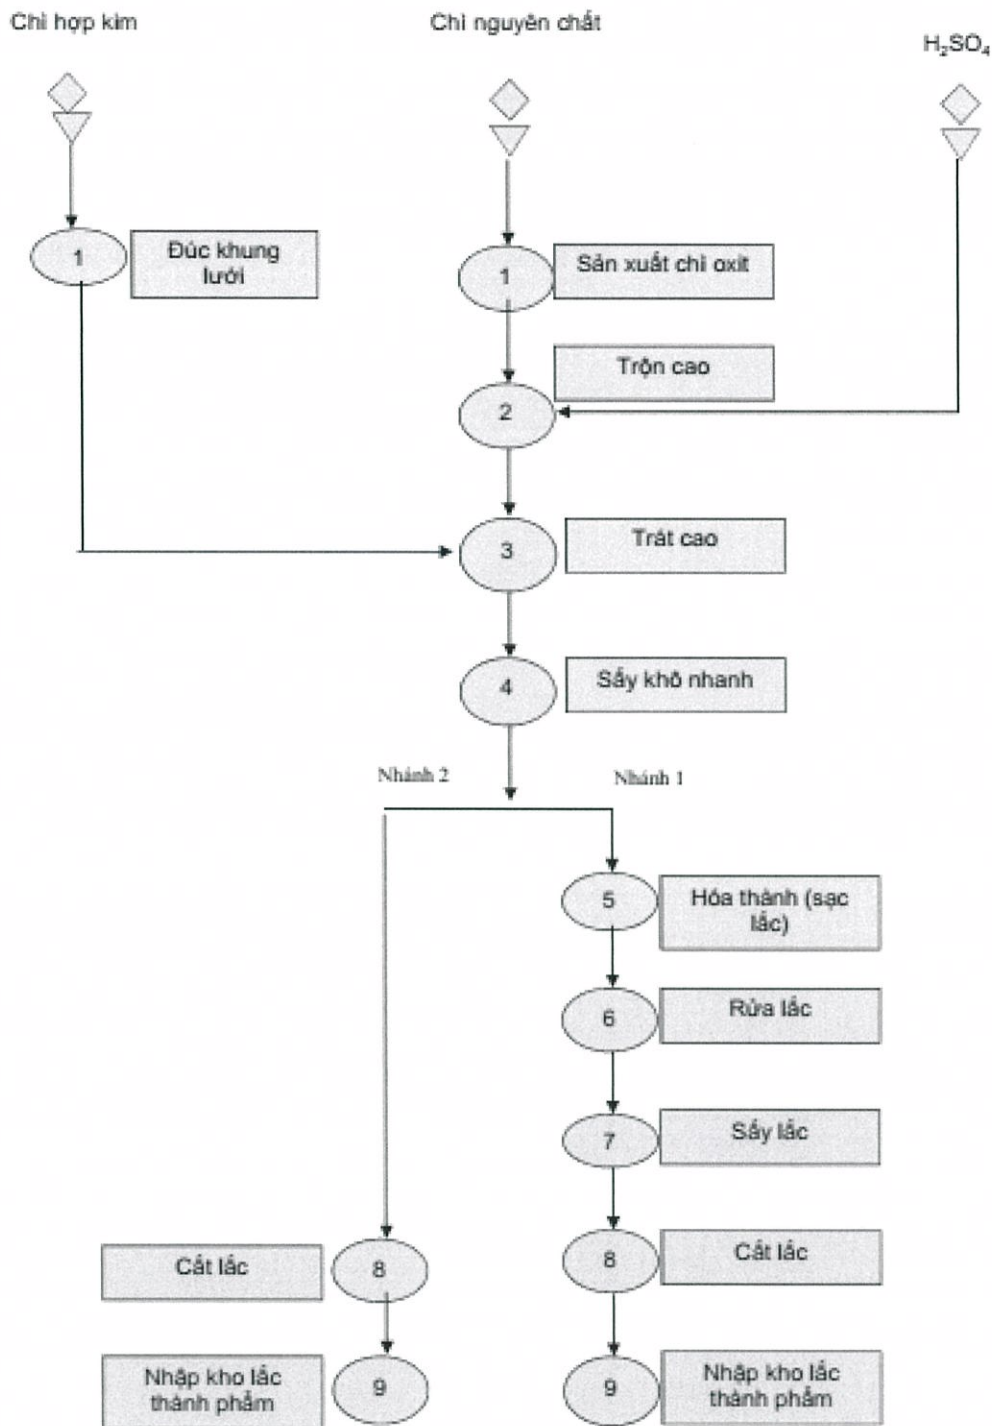 Chì hợp kim
Chì nguyên chất
H₂SO₄
1
Đúc khung
lưới
1
Sản xuất chì oxit
Trộn cao
2
3
Trát cao
4
Sấy khô nhanh
Nhánh 2
Nhánh 1
5
Hóa thành (sạc
lắc)
6
Rửa lắc
7
Sấy lắc
Cắt lắc
8
8
Cắt lắc
Nhập kho lắc
thành phẩm
9
9
Nhập kho lắc
thành phẩm